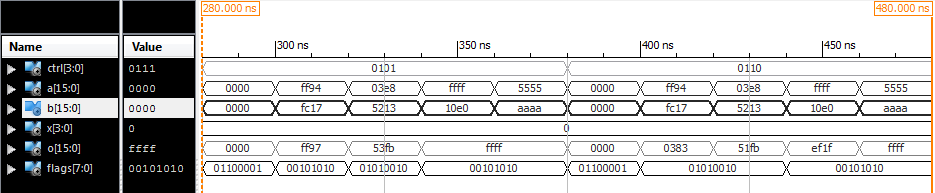 280.000 ns 480.000 ns
Name Value 300 ns 350 ns 400 ns 450 ns
ctrl[3:0] 0111 0101 0110
a[15:0] 0000 0000 ff94 03e8 ffff 5555 0000 ff94 03e8 ffff 5555
b[15:0] 0000 0000 fc17 5213 10e0 aaaa 0000 fc17 5213 10e0 aaaa
x[3:0] 0 0
o[15:0] ffff 0000 ff97 53fb ffff 0000 0383 51fb ef1f ffff
flags[7:0] 00101010 01100001 00101010 01010010 00101010 01100001 01010010 00101010